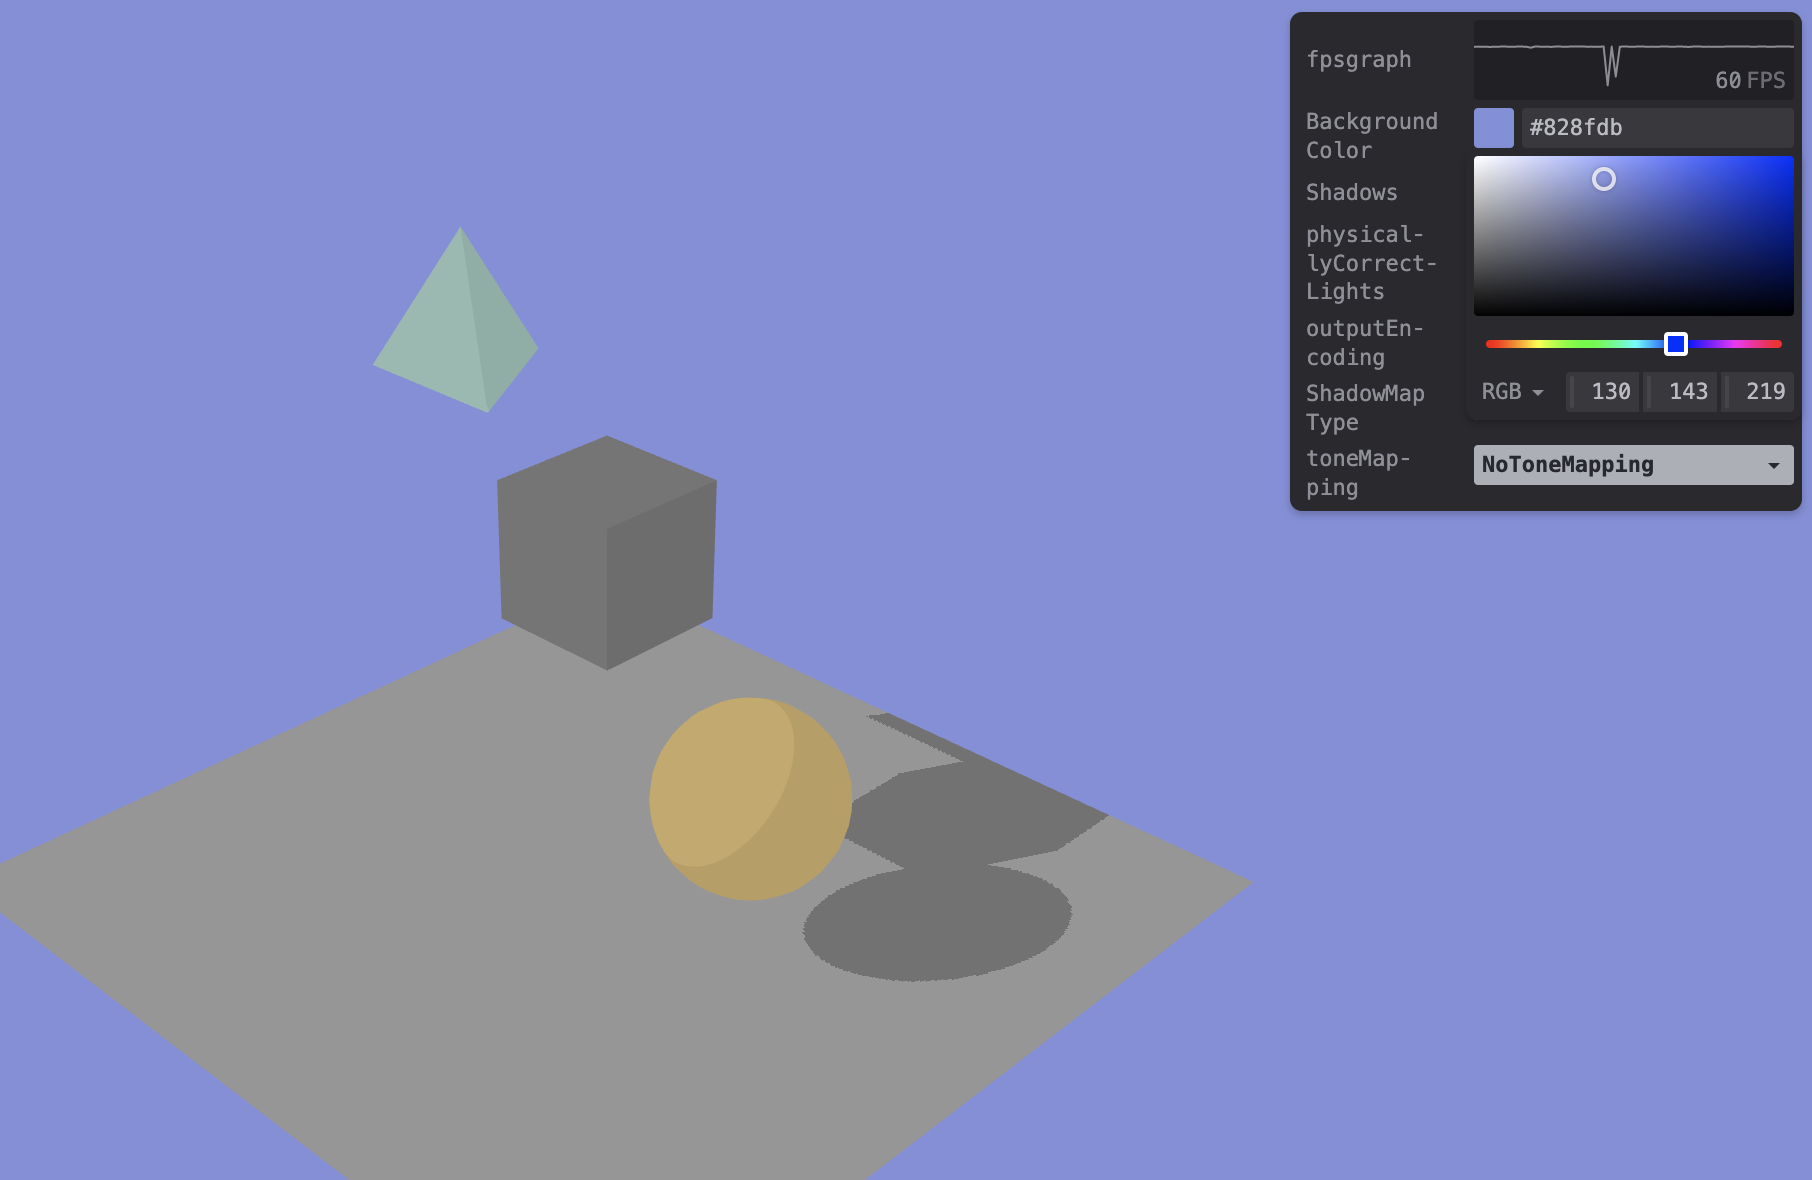 fpsgraph
60 FPS
Background
Color
#828fdb
Shadows
physical-
lyCorrect-
Lights
outputEn-
coding
RGB 130 143 219
ShadowMap
Type
toneMap-
ping
NoToneMapping